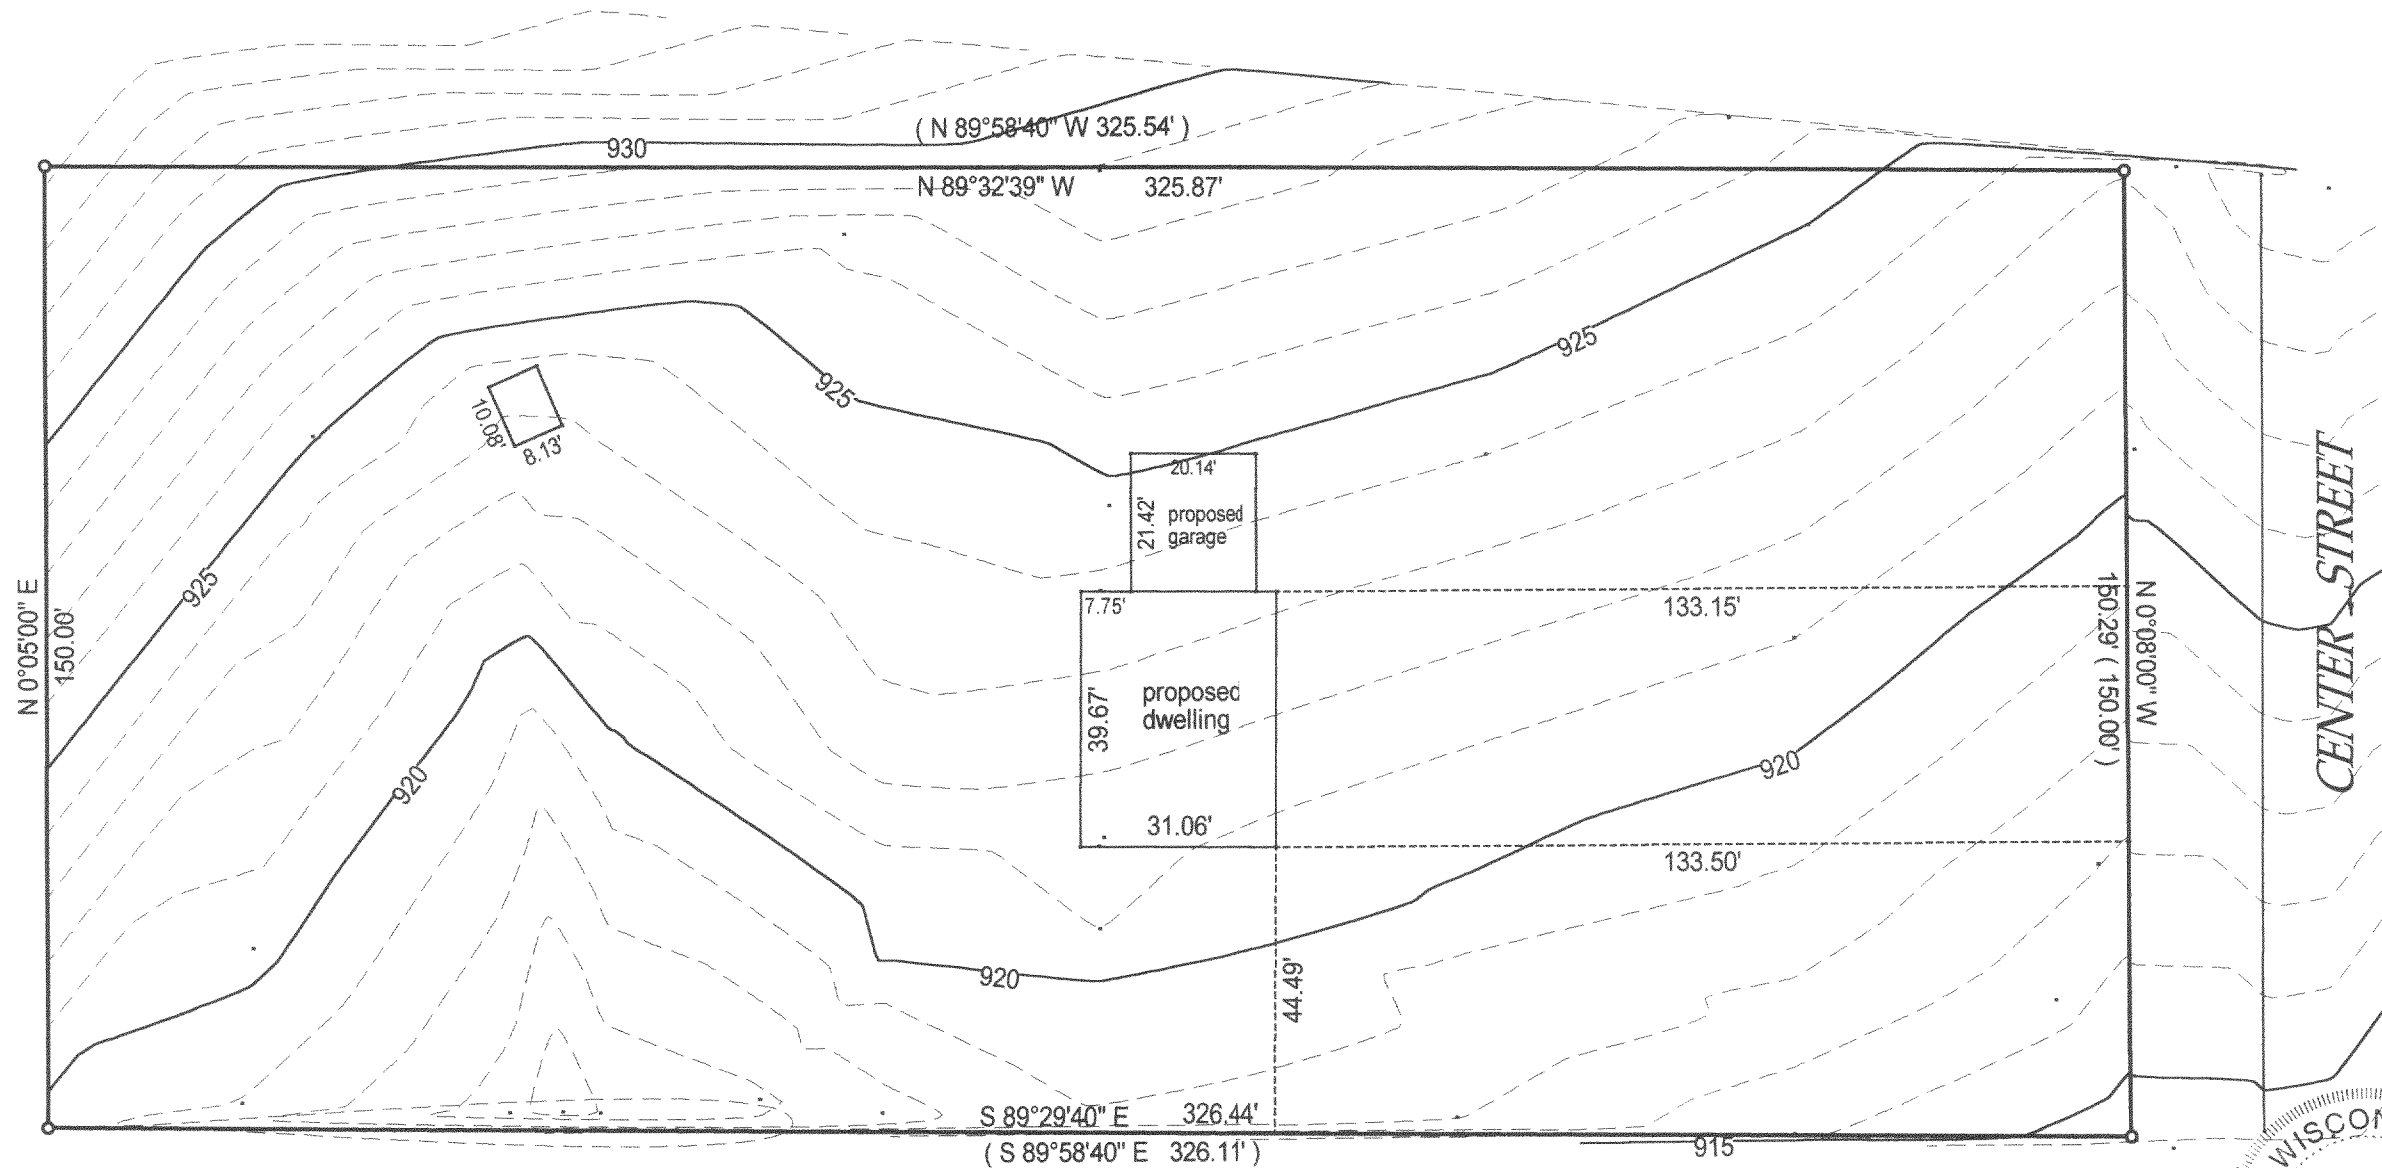 ( N 89°58'40" W 325.54' )
930
N 89°32'39" W 325.87'
925
925
10.08'
8.13'
20.14'
21.42'
proposed
garage
CENTER STREET
925
N 0°05'00" E
150.00'
7.75'
133.15'
150.29' ( 150.00' )
N 0°08'00" W
39.67'
proposed
dwelling
920
920
31.06'
133.50'
920
44.49'
S 89°29'40" E 326.44'
( S 89°58'40" E 326.11' )
915
WISCON